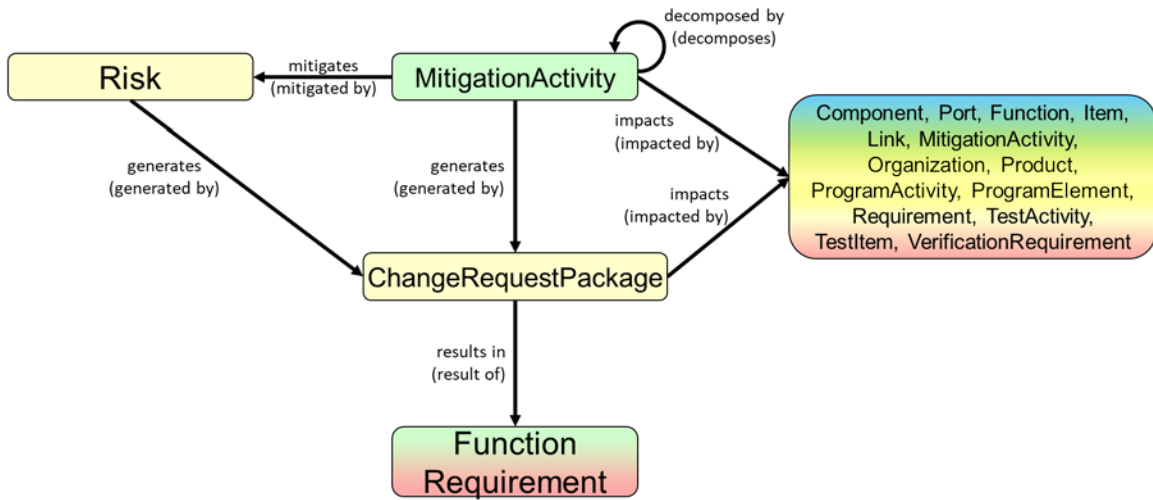 decomposed by
(decomposes)
Risk
mitigates
(mitigated by)
MitigationActivity
impacts
(impacted by)
Component, Port, Function, Item,
Link, MitigationActivity,
Organization, Product,
ProgramActivity, ProgramElement,
Requirement, TestActivity,
TestItem, VerificationRequirement
generates
(generated by)
generates
(generated by)
impacts
(impacted by)
ChangeRequestPackage
results in
(result of)
Function
Requirement